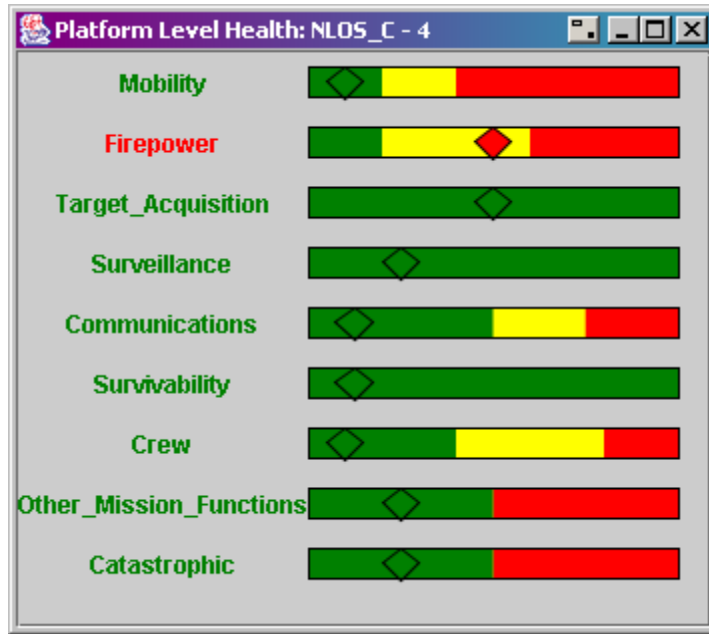 Platform Level Health: NLOS_C - 4
Mobility
Firepower
Target_Acquisition
Surveillance
Communications
Survivability
Crew
Other_Mission_Functions
Catastrophic